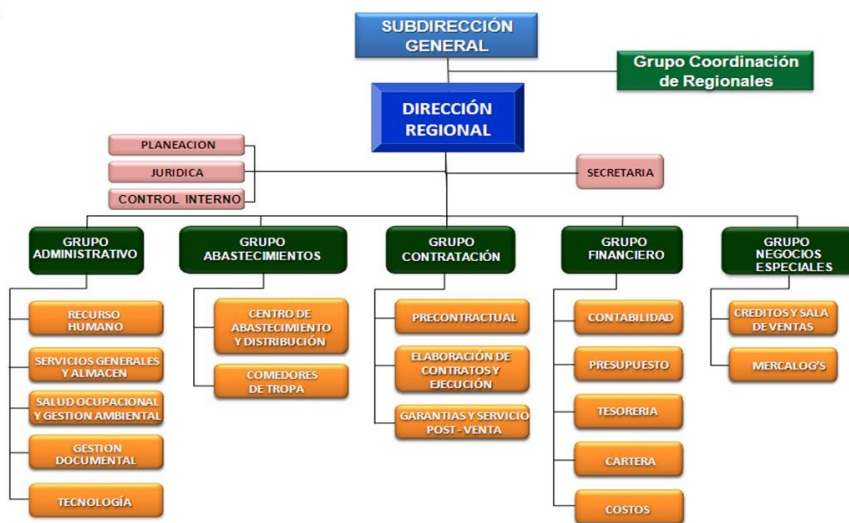 SUBDIRECCIÓN
GENERAL
Grupo Coordinación
de Regionales
DIRECCIÓN
REGIONAL
PLANEACION
JURIDICA
CONTROL INTERNO
SECRETARIA
GRUPO
ADMINISTRATIVO
GRUPO
ABASTECIMIENTOS
GRUPO
CONTRATACIÓN
GRUPO
FINANCIERO
GRUPO
NEGOCIOS
ESPECIALES
RECURSO
HUMANO
SERVICIOS GENERALES
Y ALMACEN
SALUD OCUPACIONAL
Y GESTIÓN AMBIENTAL
GESTION
DOCUMENTAL
TECNOLOGÍA
CENTRO DE
ABASTECIMIENTO
Y DISTRIBUCIÓN
COMEDORES
DE TROPA
PRECONTRACTUAL
ELABORACIÓN DE
CONTRATOS Y
EJECUCIÓN
GARANTIAS Y SERVICIO
POST - VENTA
CONTABILIDAD
PRESUPUESTO
TESORERIA
CARTERA
COSTOS
CREDITOS Y SALA
DE VENTAS
MERCALOG'S